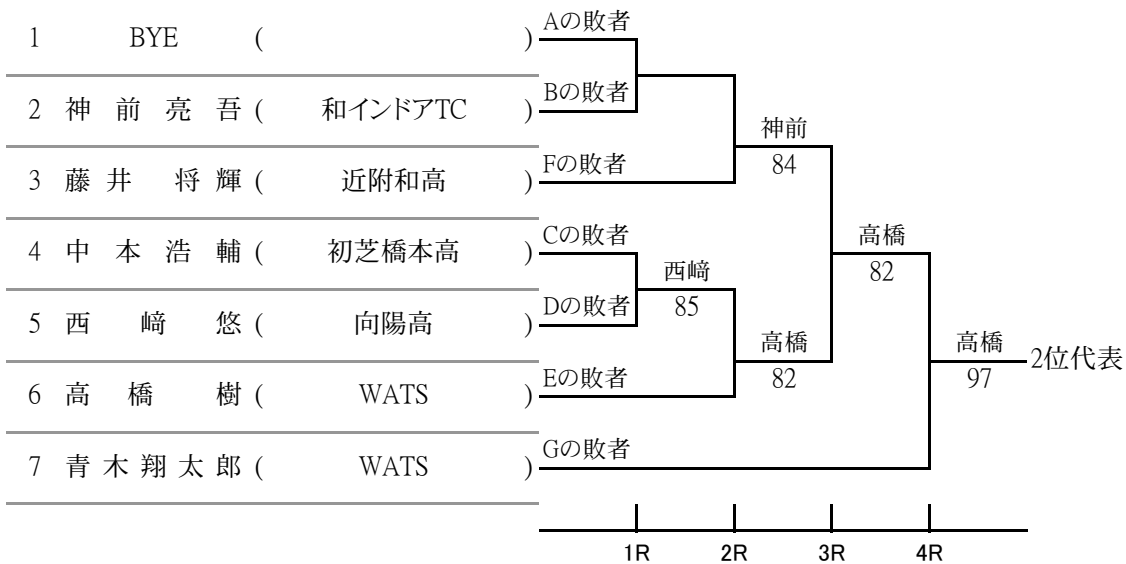 1 BYE ( ) Aの敗者
2 神前亮吾 ( 和インドアTC ) Bの敗者
神前
3 藤井 将輝 ( 近附和高 ) Fの敗者 84
4 中本浩輔 ( 初芝橋本高 ) Cの敗者 高橋
西﨑 82
5 西﨑 悠 ( 向陽高 ) Dの敗者 85
高橋 高橋 2位代表
6 高橋 樹 ( WATS ) Eの敗者 82 97
7 青木翔太郎 ( WATS ) Gの敗者
1R 2R 3R 4R